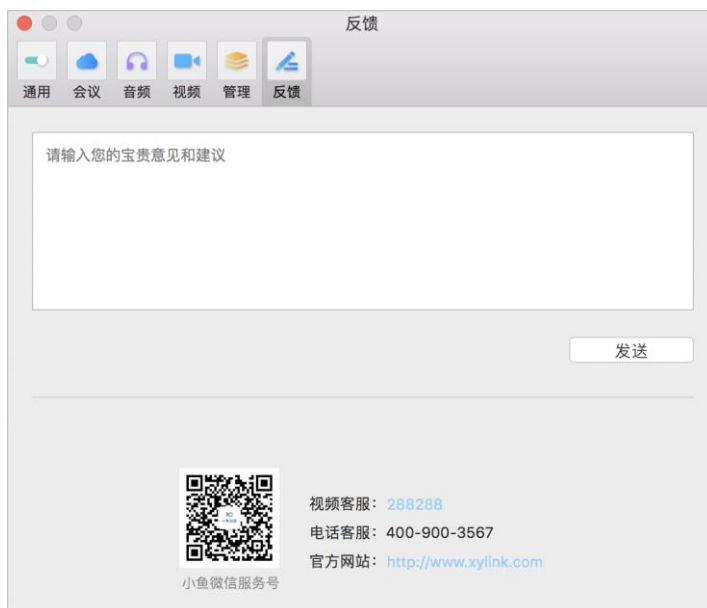 反馈
通用 会议 音频 视频 管理 反馈
请输入您的宝贵意见和建议
发送
视频客服：288288
电话客服：400-900-3567
官方网站：http://www.xylink.com
小鱼微信服务号